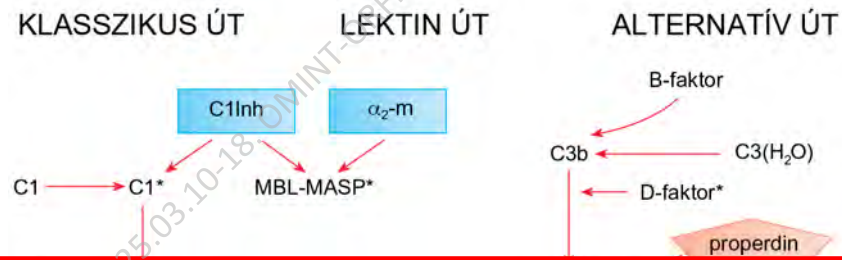 KLASSZIKUS ÚT LEKTIN ÚT ALTERNATÍV ÚT
B-faktor
C1Inh α₂-m
C3b C3(H₂O)
C1 C1* MBL-MASP*
D-faktor*
properdin